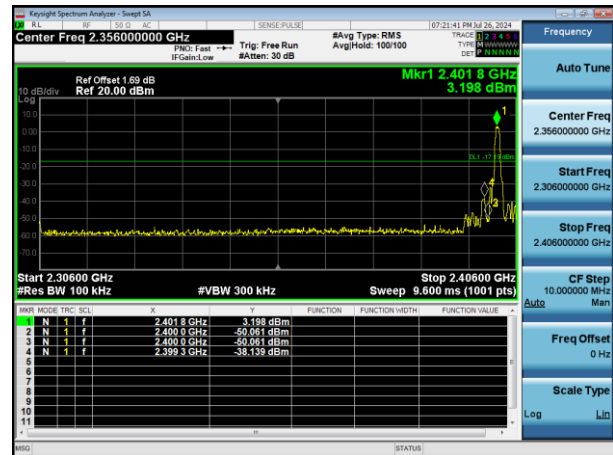 Keysight Spectrum Analyzer - Swept SA
RL RF 50 Ω AC SENSE:PULSE 07:21:41 PM Jul 26, 2024
Center Freq 2.356000000 GHz #Avg Type: RMS TRACE 1 2 3 4 5 6
PNO: Fast Trig: Free Run Avg|Hold: 100/100 TYPE M WWWWW
IFGain:Low #Atten: 30 dB DET P N N N N N
Ref Offset 1.69 dB Mkr1 2.401 8 GHz
10 dB/div Ref 20.00 dBm 3.198 dBm
Log
10.0
0.00
-10.0
-20.0
-30.0
-40.0
-50.0
-60.0
-70.0
1
4
3
Start 2.30600 GHz Stop 2.40600 GHz
#Res BW 100 kHz #VBW 300 kHz Sweep 9.600 ms (1001 pts)
MKR MODE TRC SCL X Y FUNCTION FUNCTION WIDTH FUNCTION VALUE
1 N 1 f 2.401 8 GHz 3.198 dBm
2 N 1 f 2.400 0 GHz -50.061 dBm
3 N 1 f 2.400 0 GHz -50.061 dBm
4 N 1 f 2.399 3 GHz -38.139 dBm
5
6
7
8
9
10
11
MSG STATUS
Frequency
Auto Tune
Center Freq
2.356000000 GHz
Start Freq
2.306000000 GHz
Stop Freq
2.406000000 GHz
CF Step
10.000000 MHz
Auto Man
Freq Offset
0 Hz
Scale Type
Log Lin